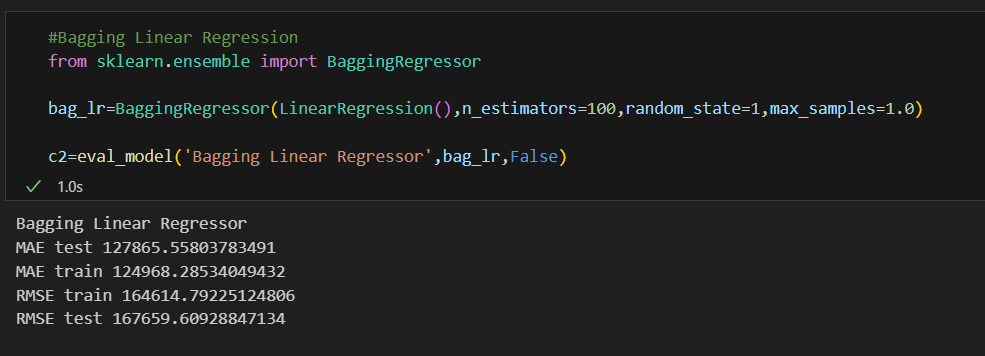 #Bagging Linear Regression
from sklearn.ensemble import BaggingRegressor
bag_lr=BaggingRegressor(LinearRegression(),n_estimators=100,random_state=1,max_samples=1.0)
c2=eval_model('Bagging Linear Regressor',bag_lr,False)
1.0s
Bagging Linear Regressor
MAE test 127865.55803783491
MAE train 124968.28534049432
RMSE train 164614.79225124806
RMSE test 167659.60928847134